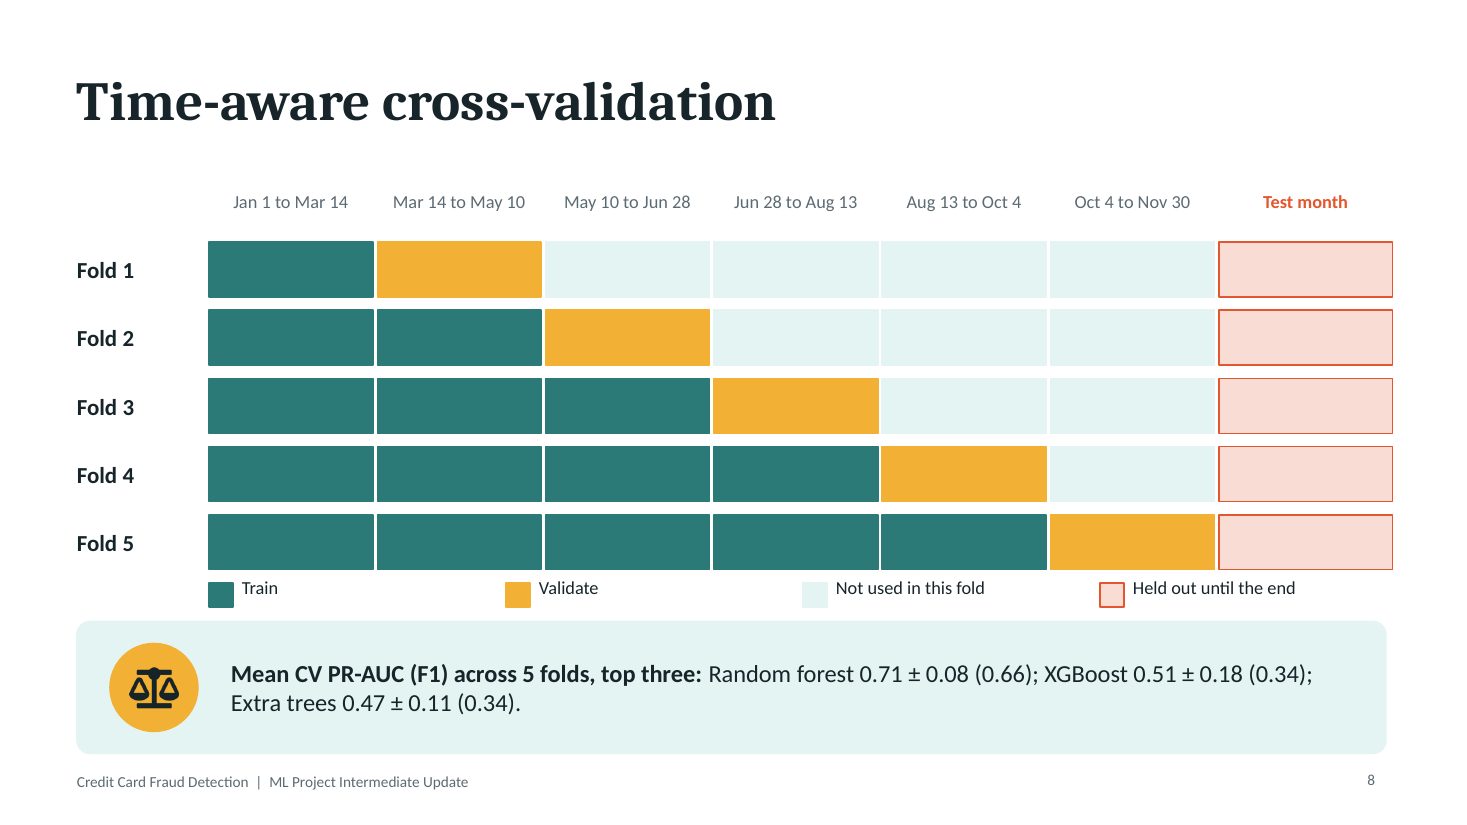 Time-aware cross-validation
Jan 1 to Mar 14
Mar 14 to May 10
May 10 to Jun 28
Jun 28 to Aug 13
Aug 13 to Oct 4
Oct 4 to Nov 30
Test month
Fold 1
Fold 2
Fold 3
Fold 4
Fold 5
Train
Validate
Not used in this fold
Held out until the end
Mean CV PR-AUC (F1) across 5 folds, top three: Random forest 0.71 ± 0.08 (0.66); XGBoost 0.51 ± 0.18 (0.34);
Extra trees 0.47 ± 0.11 (0.34).
Credit Card Fraud Detection | ML Project Intermediate Update
8